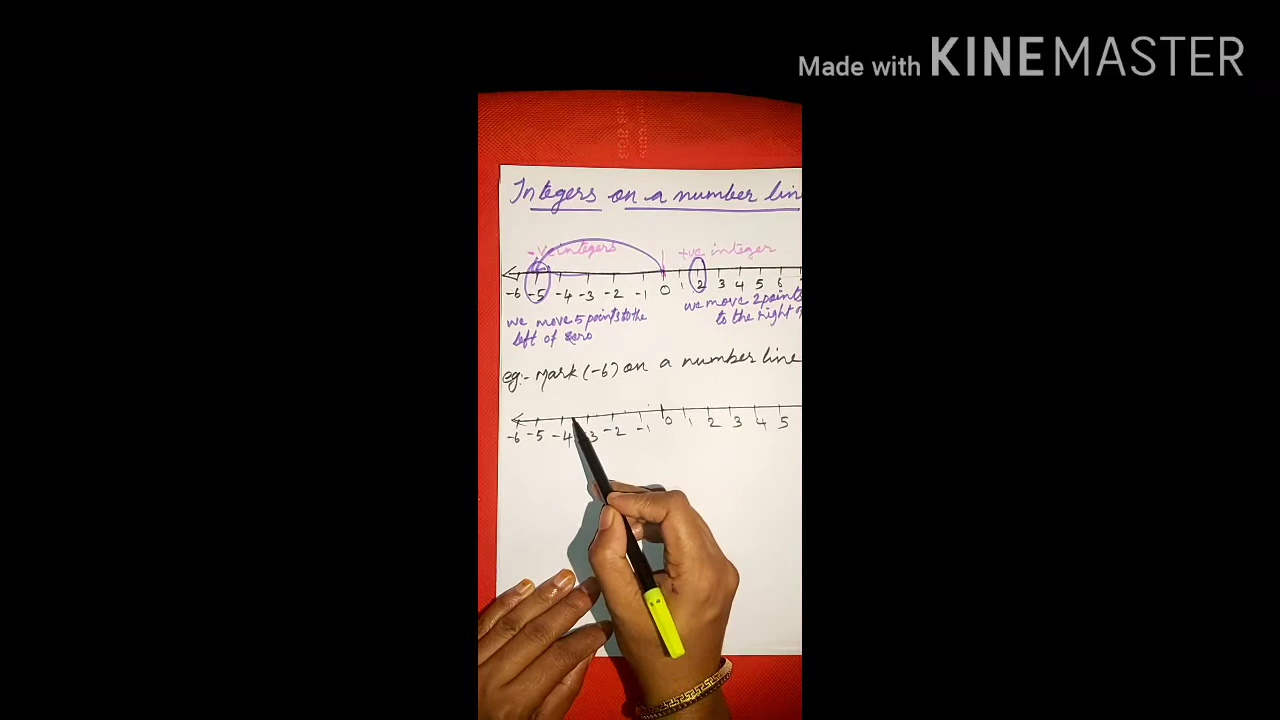 Made with KINEMASTER
Integers on a number line
-ve integers +ve integer
-6 -5 -4 -3 -2 -1 0 1 2 3 4 5 6
we move 5 points to the
left of zero
we move 2 points
to the right of
eg:- Mark (-6) on a number line
-6 -5 -4 -3 -2 -1 0 1 2 3 4 5